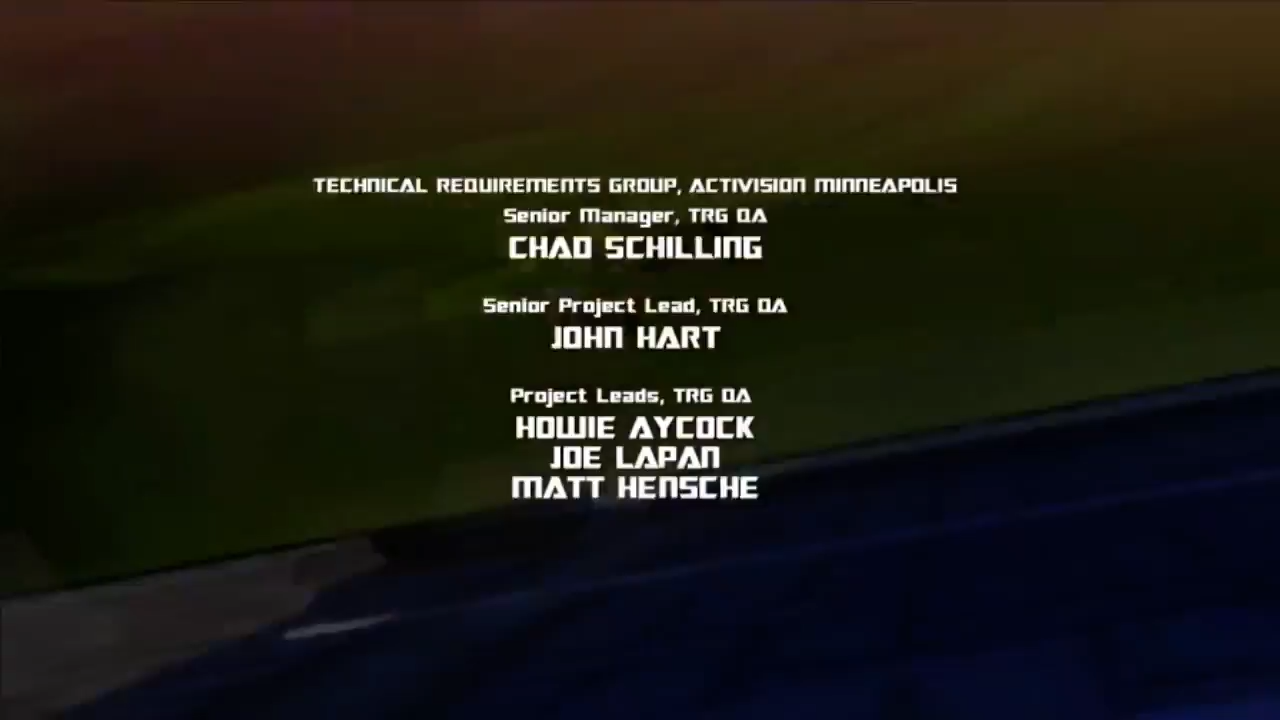 TECHNICAL REQUIREMENTS GROUP, ACTIVISION MINNEAPOLIS
Senior Manager, TRG QA
CHAD SCHILLING
Senior Project Lead, TRG QA
JOHN HART
Project Leads, TRG QA
HOWIE AYCOCK
JOE LAPAN
MATT HENSCHE